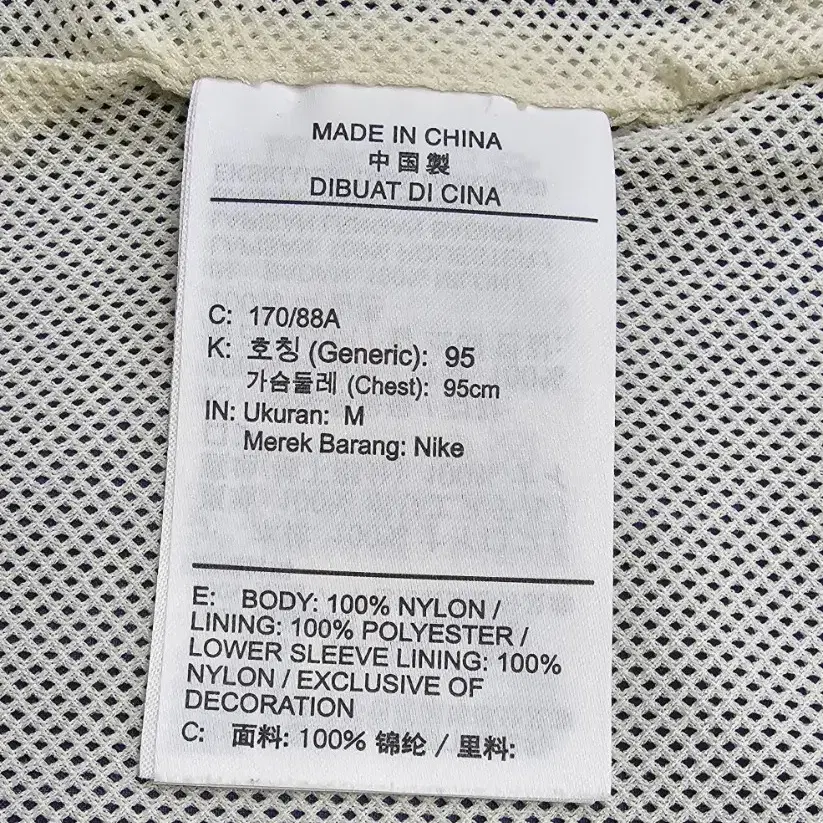 MADE IN CHINA
中国製
DIBUAT DI CINA
C: 170/88A
K: 호칭 (Generic): 95
가슴둘레 (Chest): 95cm
IN: Ukuran: M
Merek Barang: Nike
E: BODY: 100% NYLON /
LINING: 100% POLYESTER /
LOWER SLEEVE LINING: 100%
NYLON / EXCLUSIVE OF
DECORATION
C: 面料: 100% 锦纶 / 里料: